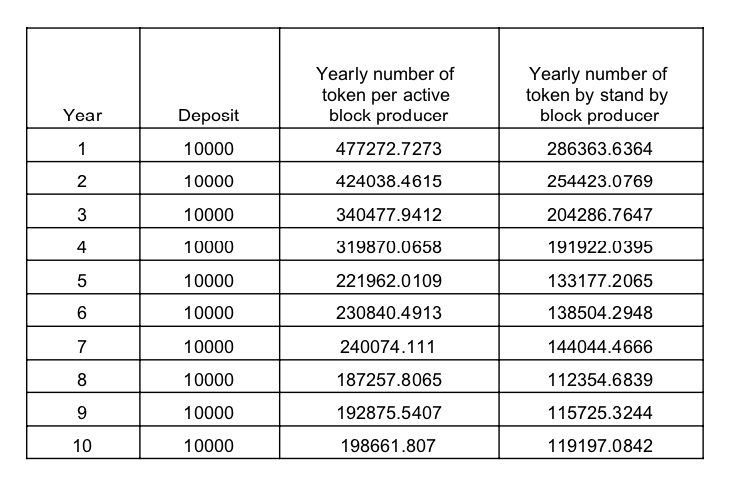 Year Deposit Yearly number of token per active block producer Yearly number of token by stand by block producer
1 10000 477272.7273 286363.6364
2 10000 424038.4615 254423.0769
3 10000 340477.9412 204286.7647
4 10000 319870.0658 191922.0395
5 10000 221962.0109 133177.2065
6 10000 230840.4913 138504.2948
7 10000 240074.111 144044.4666
8 10000 187257.8065 112354.6839
9 10000 192875.5407 115725.3244
10 10000 198661.807 119197.0842